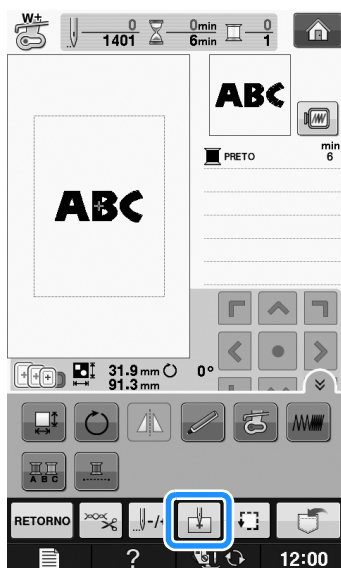 W+
0 0min 0
1401 6min 1
ABC
min
PRETO 6
ABC
31.9 mm 0°
91.3 mm
A B C
RETORNO
-/+
? 12:00